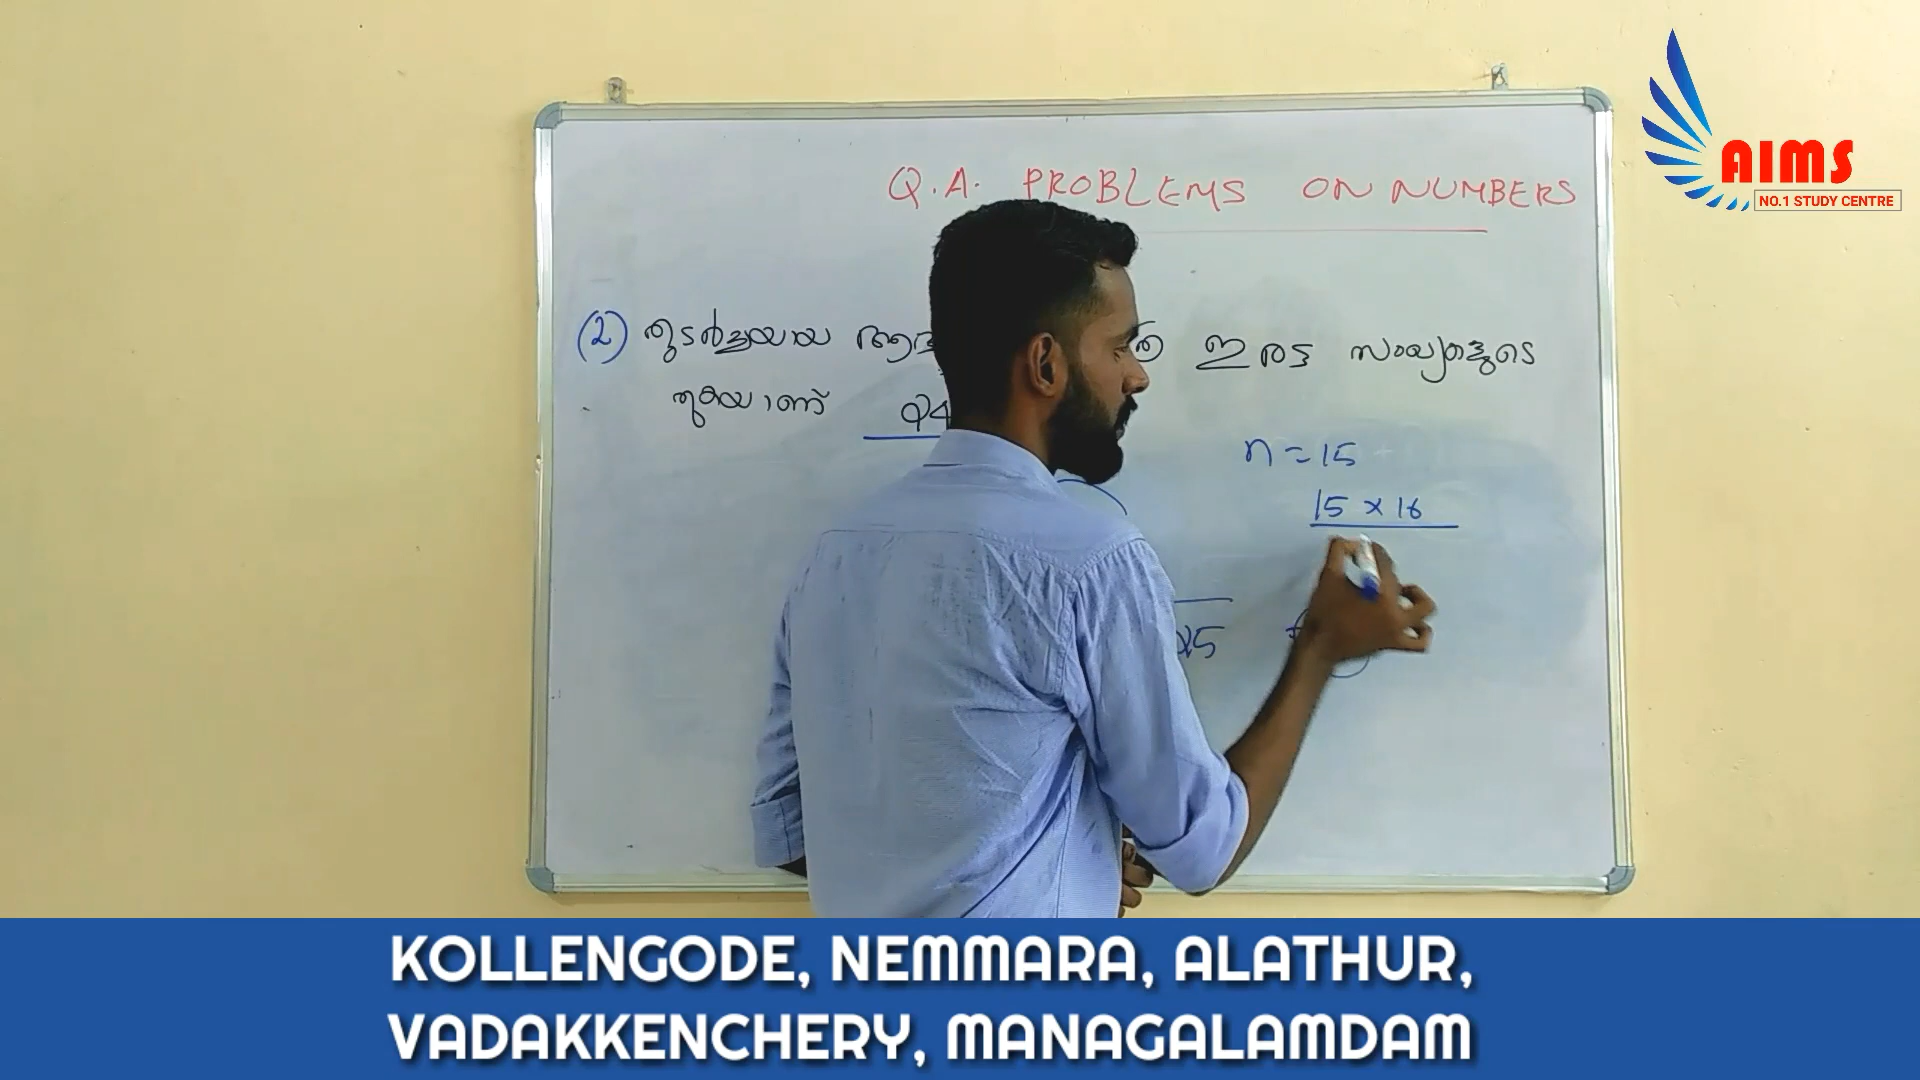 Q.A. PROBLEMS ON NUMBERS
(2) തുടർച്ചയായ ഇരട്ട സംഖ്യകളുടെ
തുകയാണ്
n = 15
15 x 16
AIMS
NO.1 STUDY CENTRE
KOLLENGODE, NEMMARA, ALATHUR,
VADAKKENCHERY, MANAGALAMDAM